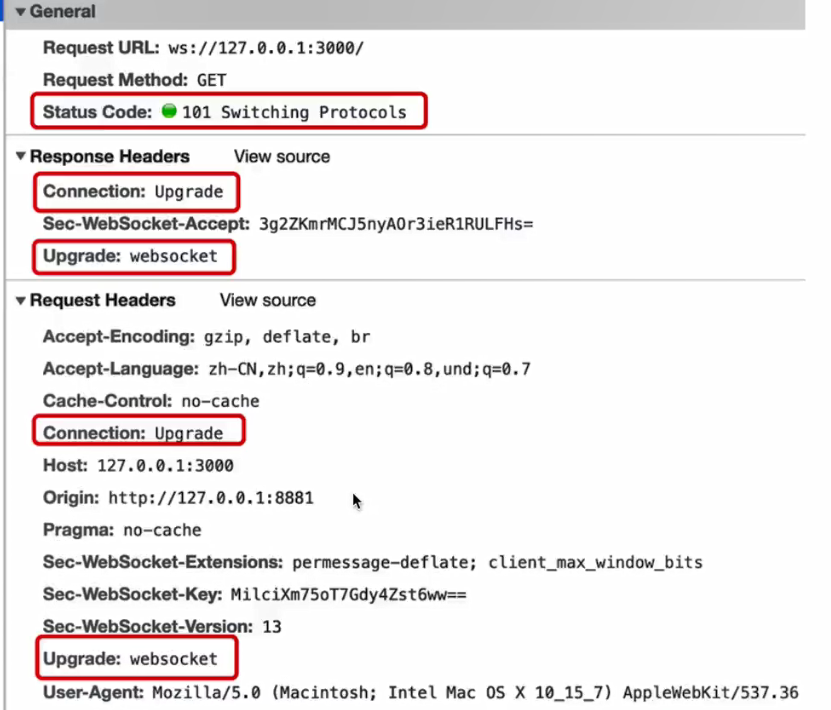 General
Request URL: ws://127.0.0.1:3000/
Request Method: GET
Status Code: 101 Switching Protocols
Response Headers View source
Connection: Upgrade
Sec-WebSocket-Accept: 3g2ZKmrMCJ5nyAOr3ieR1RULFHs=
Upgrade: websocket
Request Headers View source
Accept-Encoding: gzip, deflate, br
Accept-Language: zh-CN,zh;q=0.9,en;q=0.8,und;q=0.7
Cache-Control: no-cache
Connection: Upgrade
Host: 127.0.0.1:3000
Origin: http://127.0.0.1:8881
Pragma: no-cache
Sec-WebSocket-Extensions: permessage-deflate; client_max_window_bits
Sec-WebSocket-Key: MilciXm75oT7Gdy4Zst6ww==
Sec-WebSocket-Version: 13
Upgrade: websocket
User-Agent: Mozilla/5.0 (Macintosh; Intel Mac OS X 10_15_7) AppleWebKit/537.36